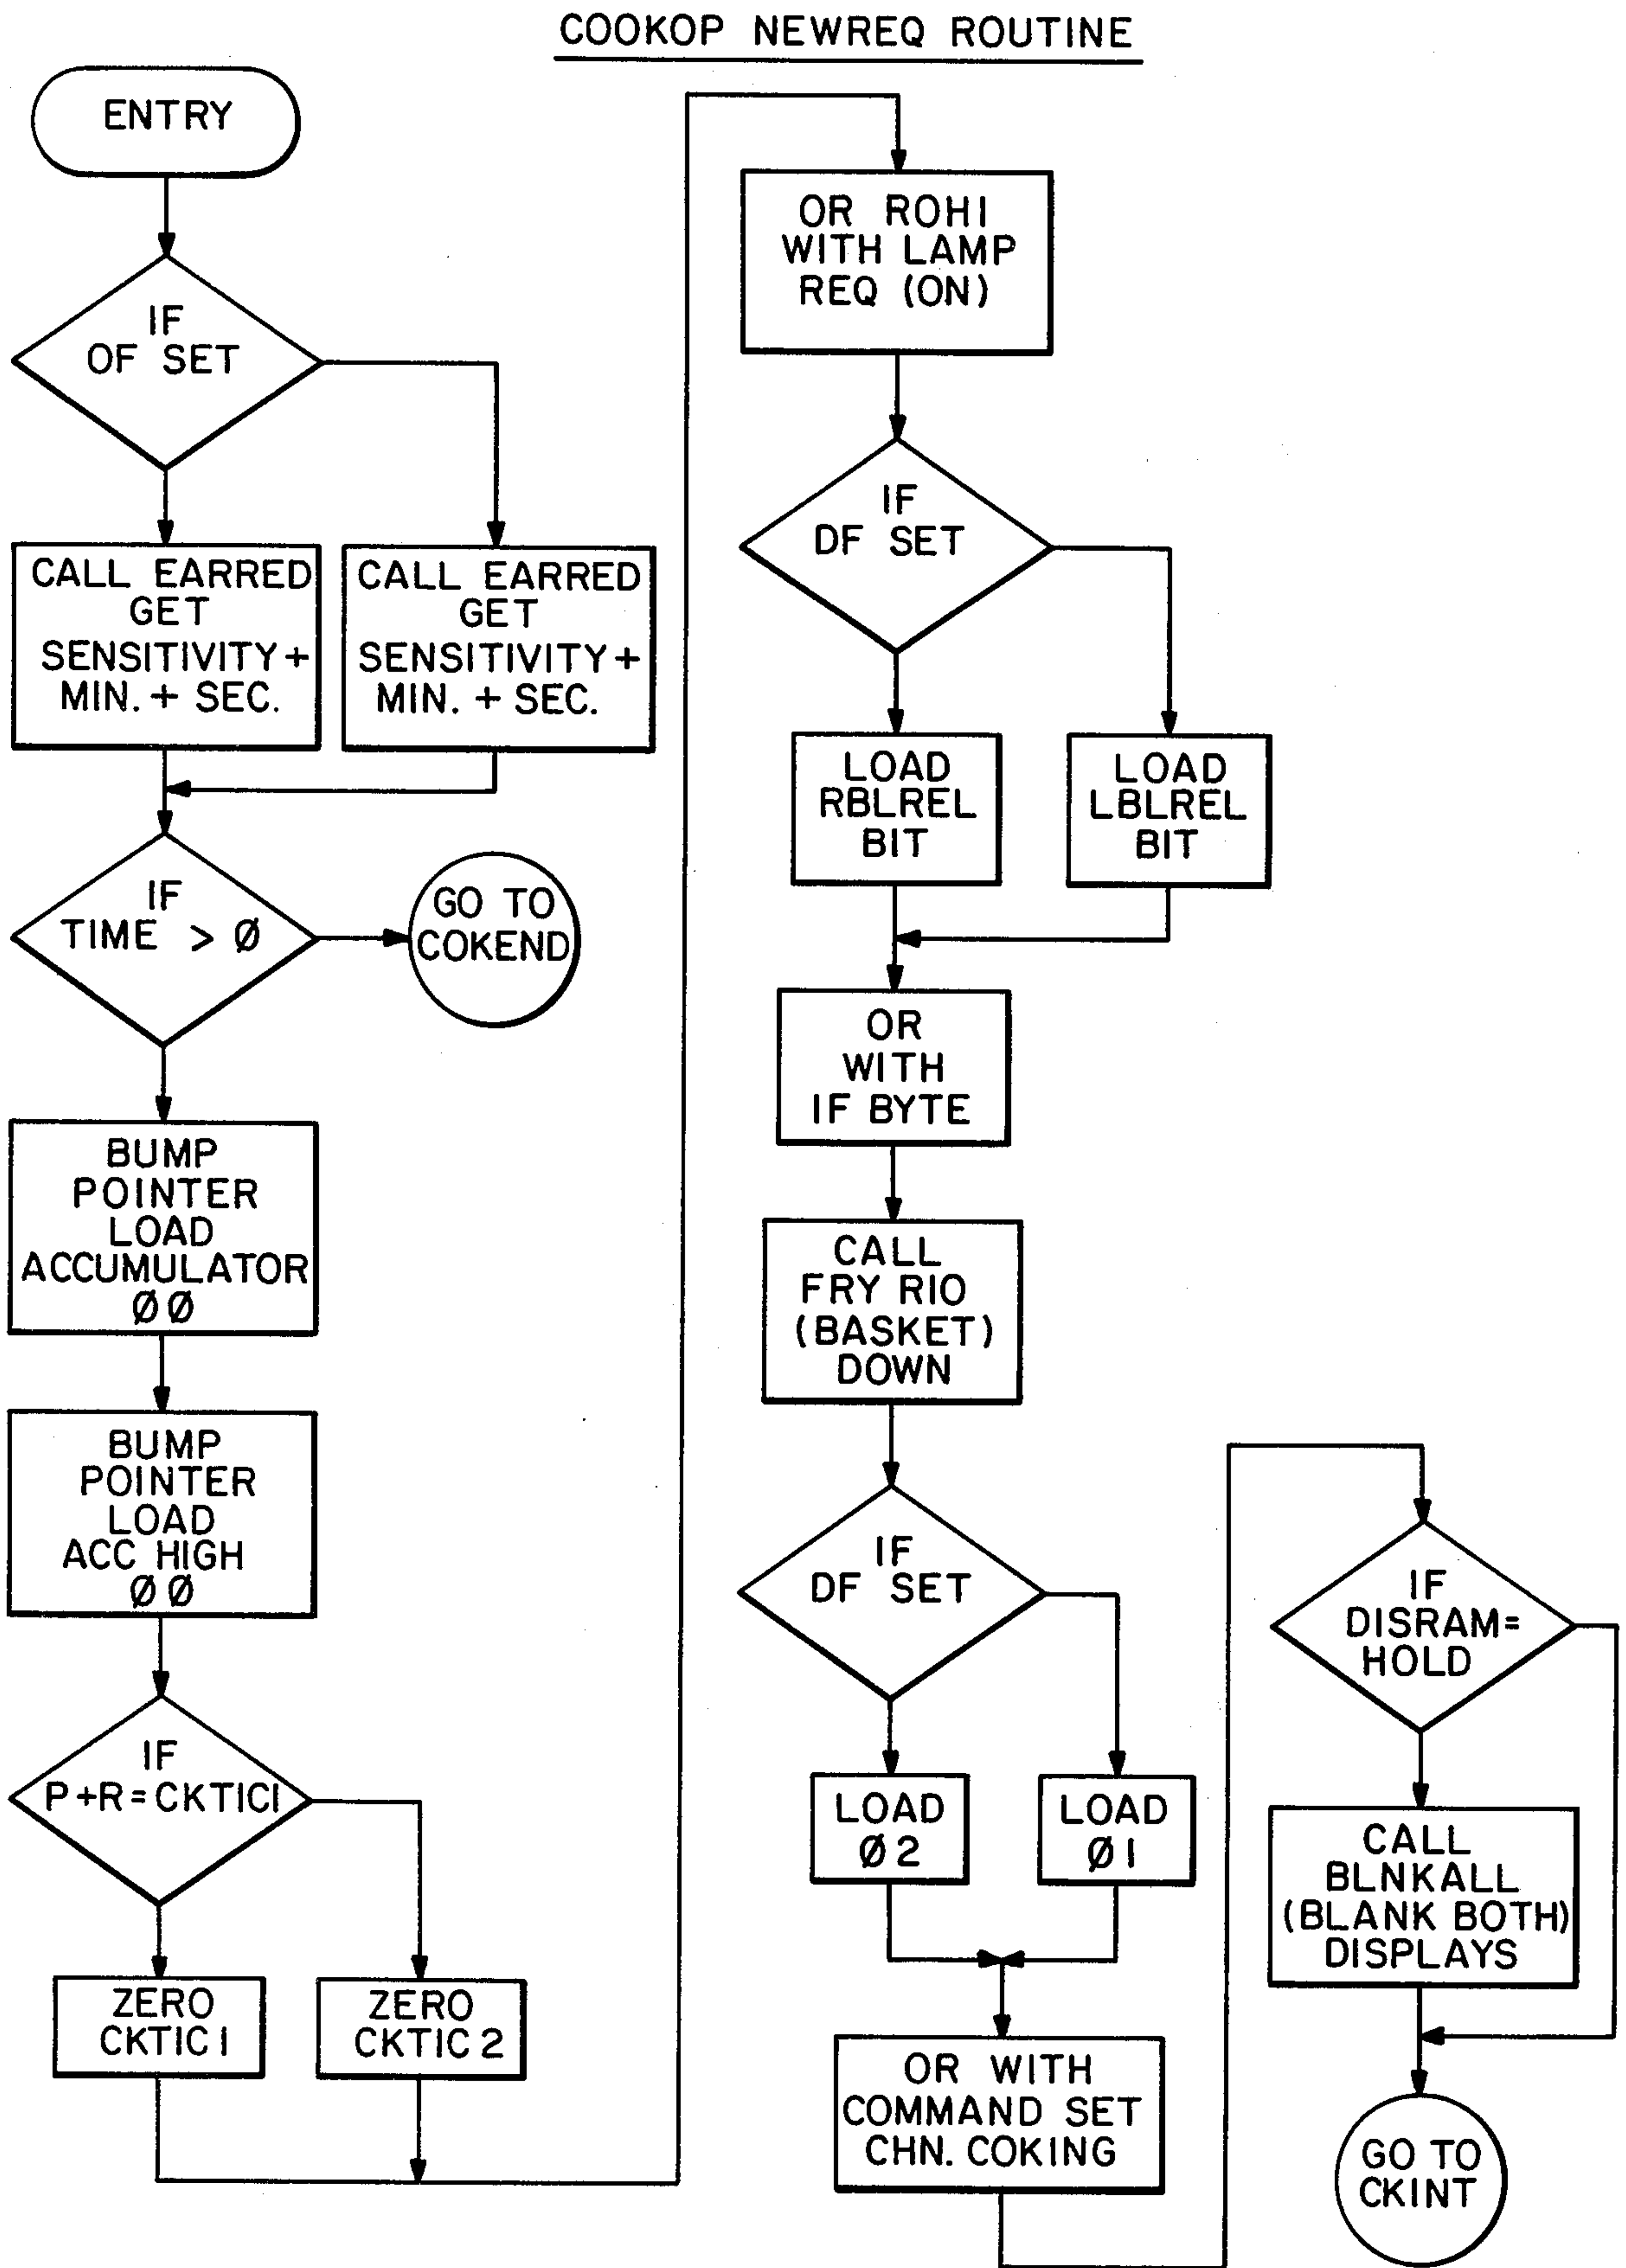 COOKOP NEWREQ ROUTINE
ENTRY
IF
OF SET
CALL EARRED
GET
SENSITIVITY +
MIN. + SEC.
CALL EARRED
GET
SENSITIVITY +
MIN. + SEC.
IF
TIME > Ø
GO TO
COKEND
BUMP
POINTER
LOAD
ACCUMULATOR
ØØ
BUMP
POINTER
LOAD
ACC HIGH
ØØ
IF
P+R=CKTIC1
ZERO
CKTIC 1
ZERO
CKTIC 2
OR ROHI
WITH LAMP
REQ (ON)
IF
DF SET
LOAD
RBLREL
BIT
LOAD
LBLREL
BIT
OR
WITH
IF BYTE
CALL
FRY RIO
(BASKET)
DOWN
IF
DF SET
LOAD
Ø2
LOAD
Ø1
OR WITH
COMMAND SET
CHN. COKING
IF
DISRAM=
HOLD
CALL
BLNKALL
(BLANK BOTH)
DISPLAYS
GO TO
CKINT